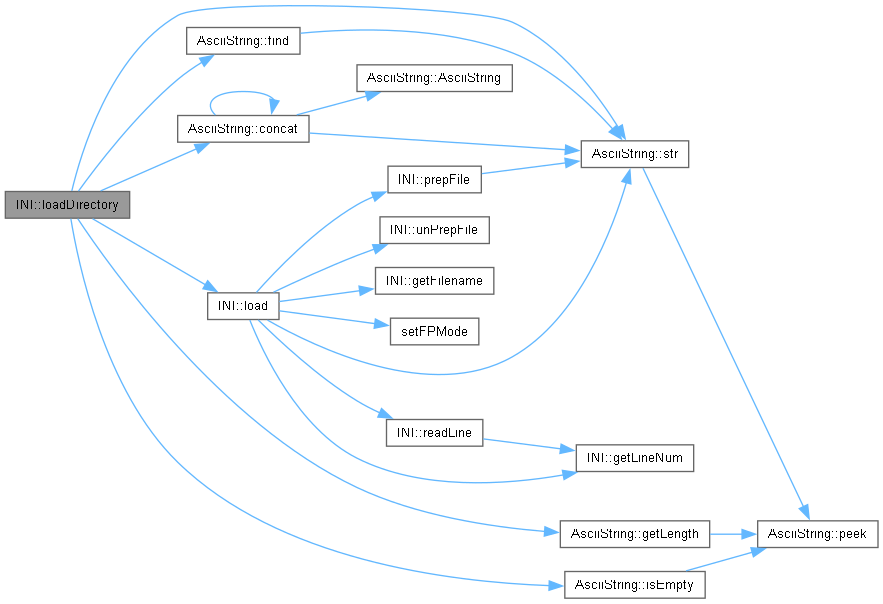 AsciiString::find
AsciiString::AsciiString
AsciiString::concat
AsciiString::str
INI::prepFile
INI::loadDirectory
INI::unPrepFile
INI::getFilename
INI::load
setFPMode
INI::readLine
INI::getLineNum
AsciiString::getLength
AsciiString::peek
AsciiString::isEmpty